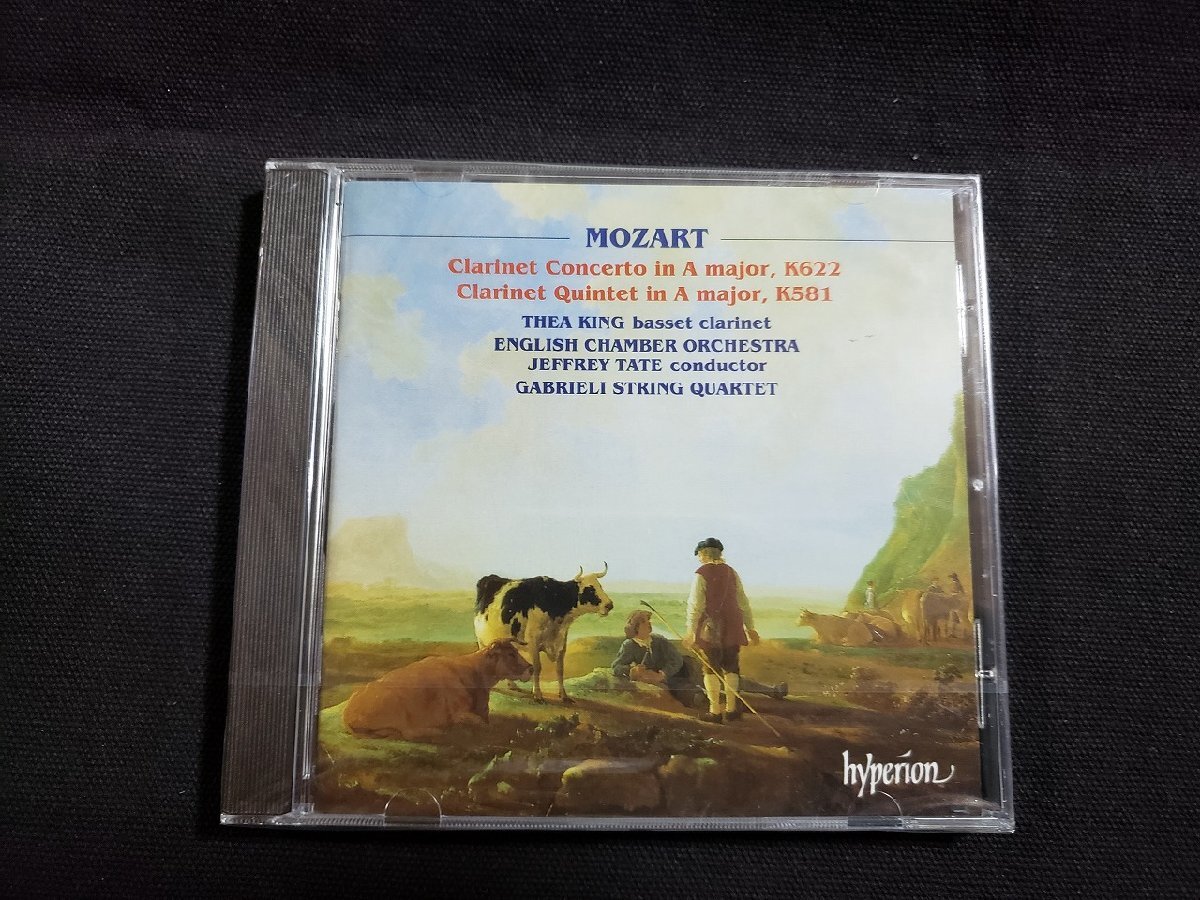 MOZART
Clarinet Concerto in A major, K622
Clarinet Quintet in A major, K581
THEA KING basset clarinet
ENGLISH CHAMBER ORCHESTRA
JEFFREY TATE conductor
GABRIELI STRING QUARTET
hyperion